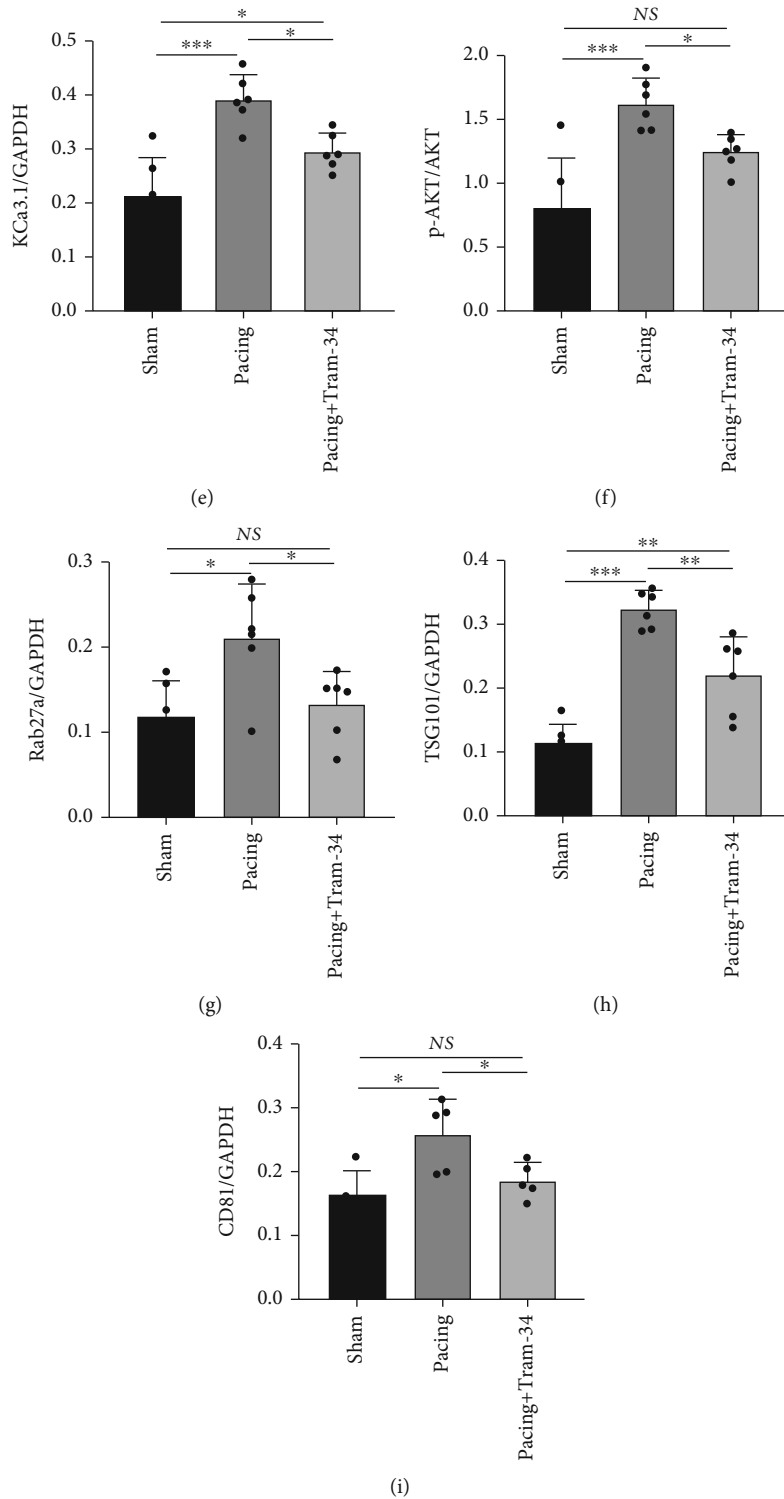 *
***
*
0.5
0.4
0.3
0.2
0.1
0.0
KCa3.1/GAPDH
Sham
Pacing
Pacing+Tram-34
(e)
NS
***
*
2.0
1.5
1.0
0.5
0.0
p-AKT/AKT
Sham
Pacing
Pacing+Tram-34
(f)
NS
*
*
0.3
0.2
0.1
0.0
Rab27a/GAPDH
Sham
Pacing
Pacing+Tram-34
(g)
**
***
**
0.4
0.3
0.2
0.1
0.0
TSG101/GAPDH
Sham
Pacing
Pacing+Tram-34
(h)
NS
*
*
0.4
0.3
0.2
0.1
0.0
CD81/GAPDH
Sham
Pacing
Pacing+Tram-34
(i)